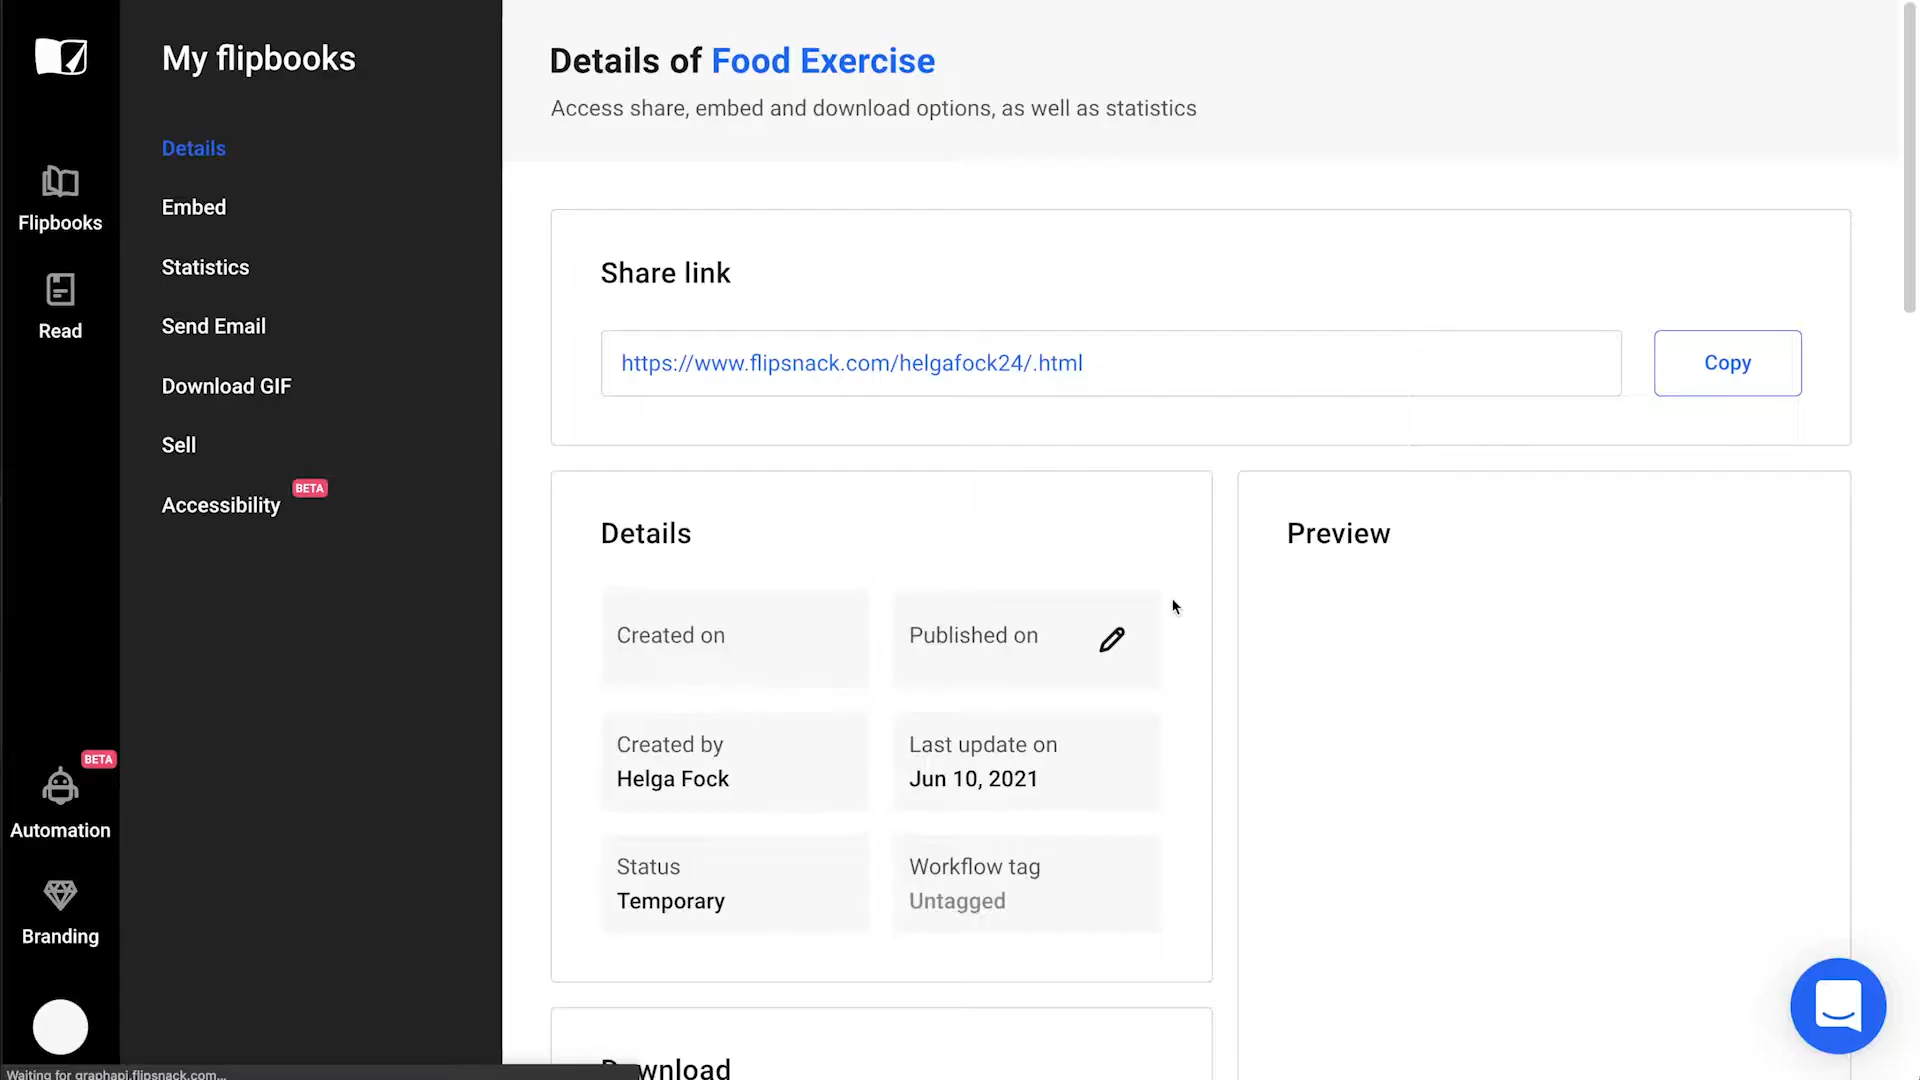 My flipbooks
Details
Embed
Statistics
Send Email
Download GIF
Sell
Accessibility
BETA
Flipbooks
Read
BETA
Automation
Branding
Details of Food Exercise
Access share, embed and download options, as well as statistics
Share link
https://www.flipsnack.com/helgafock24/.html
Copy
Details
Created on
Published on
Created by
Helga Fock
Last update on
Jun 10, 2021
Status
Temporary
Workflow tag
Untagged
Preview
Download
Waiting for graphapi.flipsnack.com...